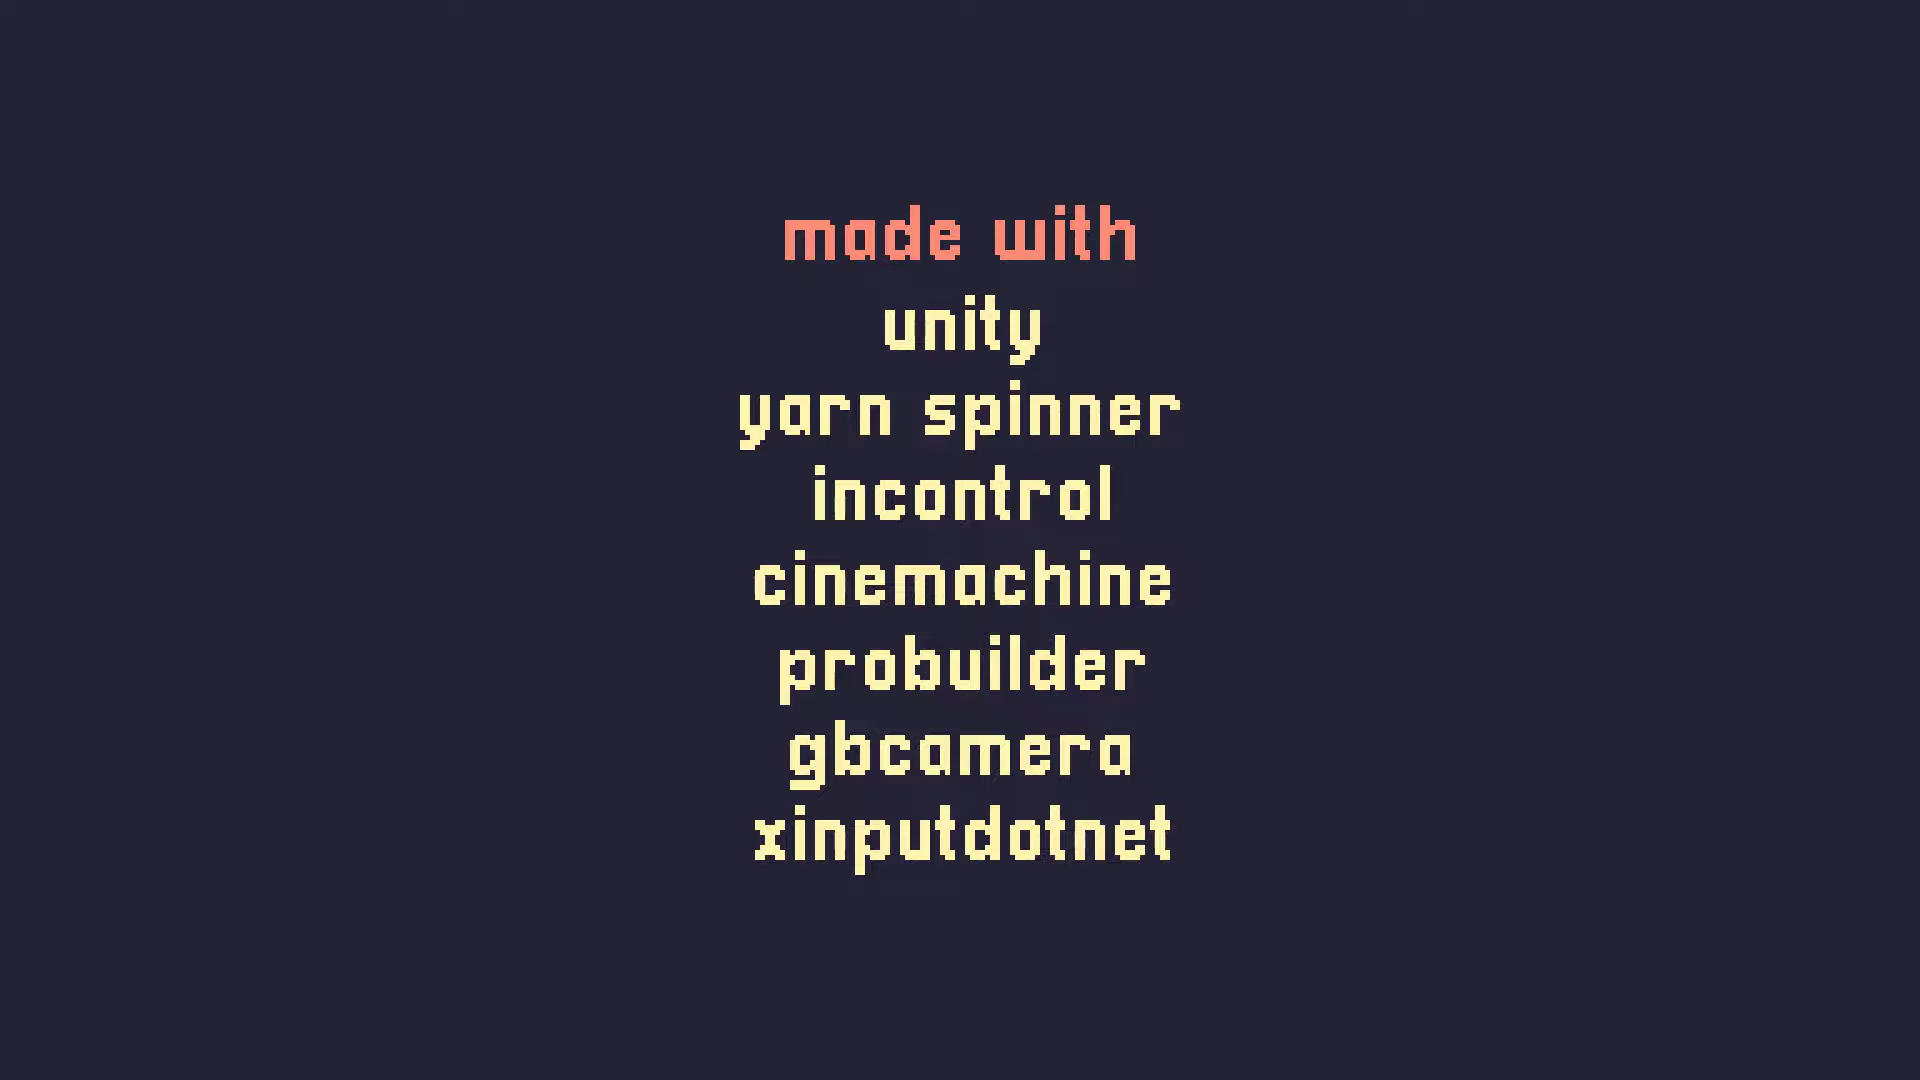 made with
unity
yarn spinner
incontrol
cinemachine
probuilder
gbcamera
xinputdotnet